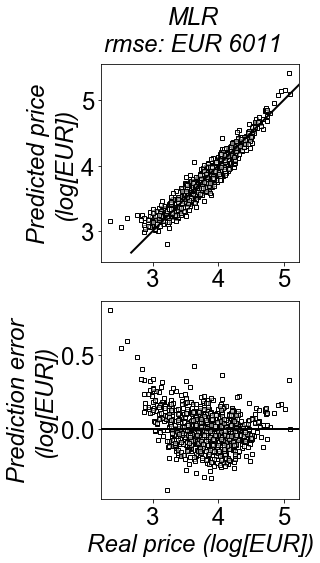 MLR
rmse: EUR 6011
Predicted price
(log[EUR])
5
4
3
3 4 5
Prediction error
(log[EUR])
0.5
0.0
3 4 5
Real price (log[EUR])